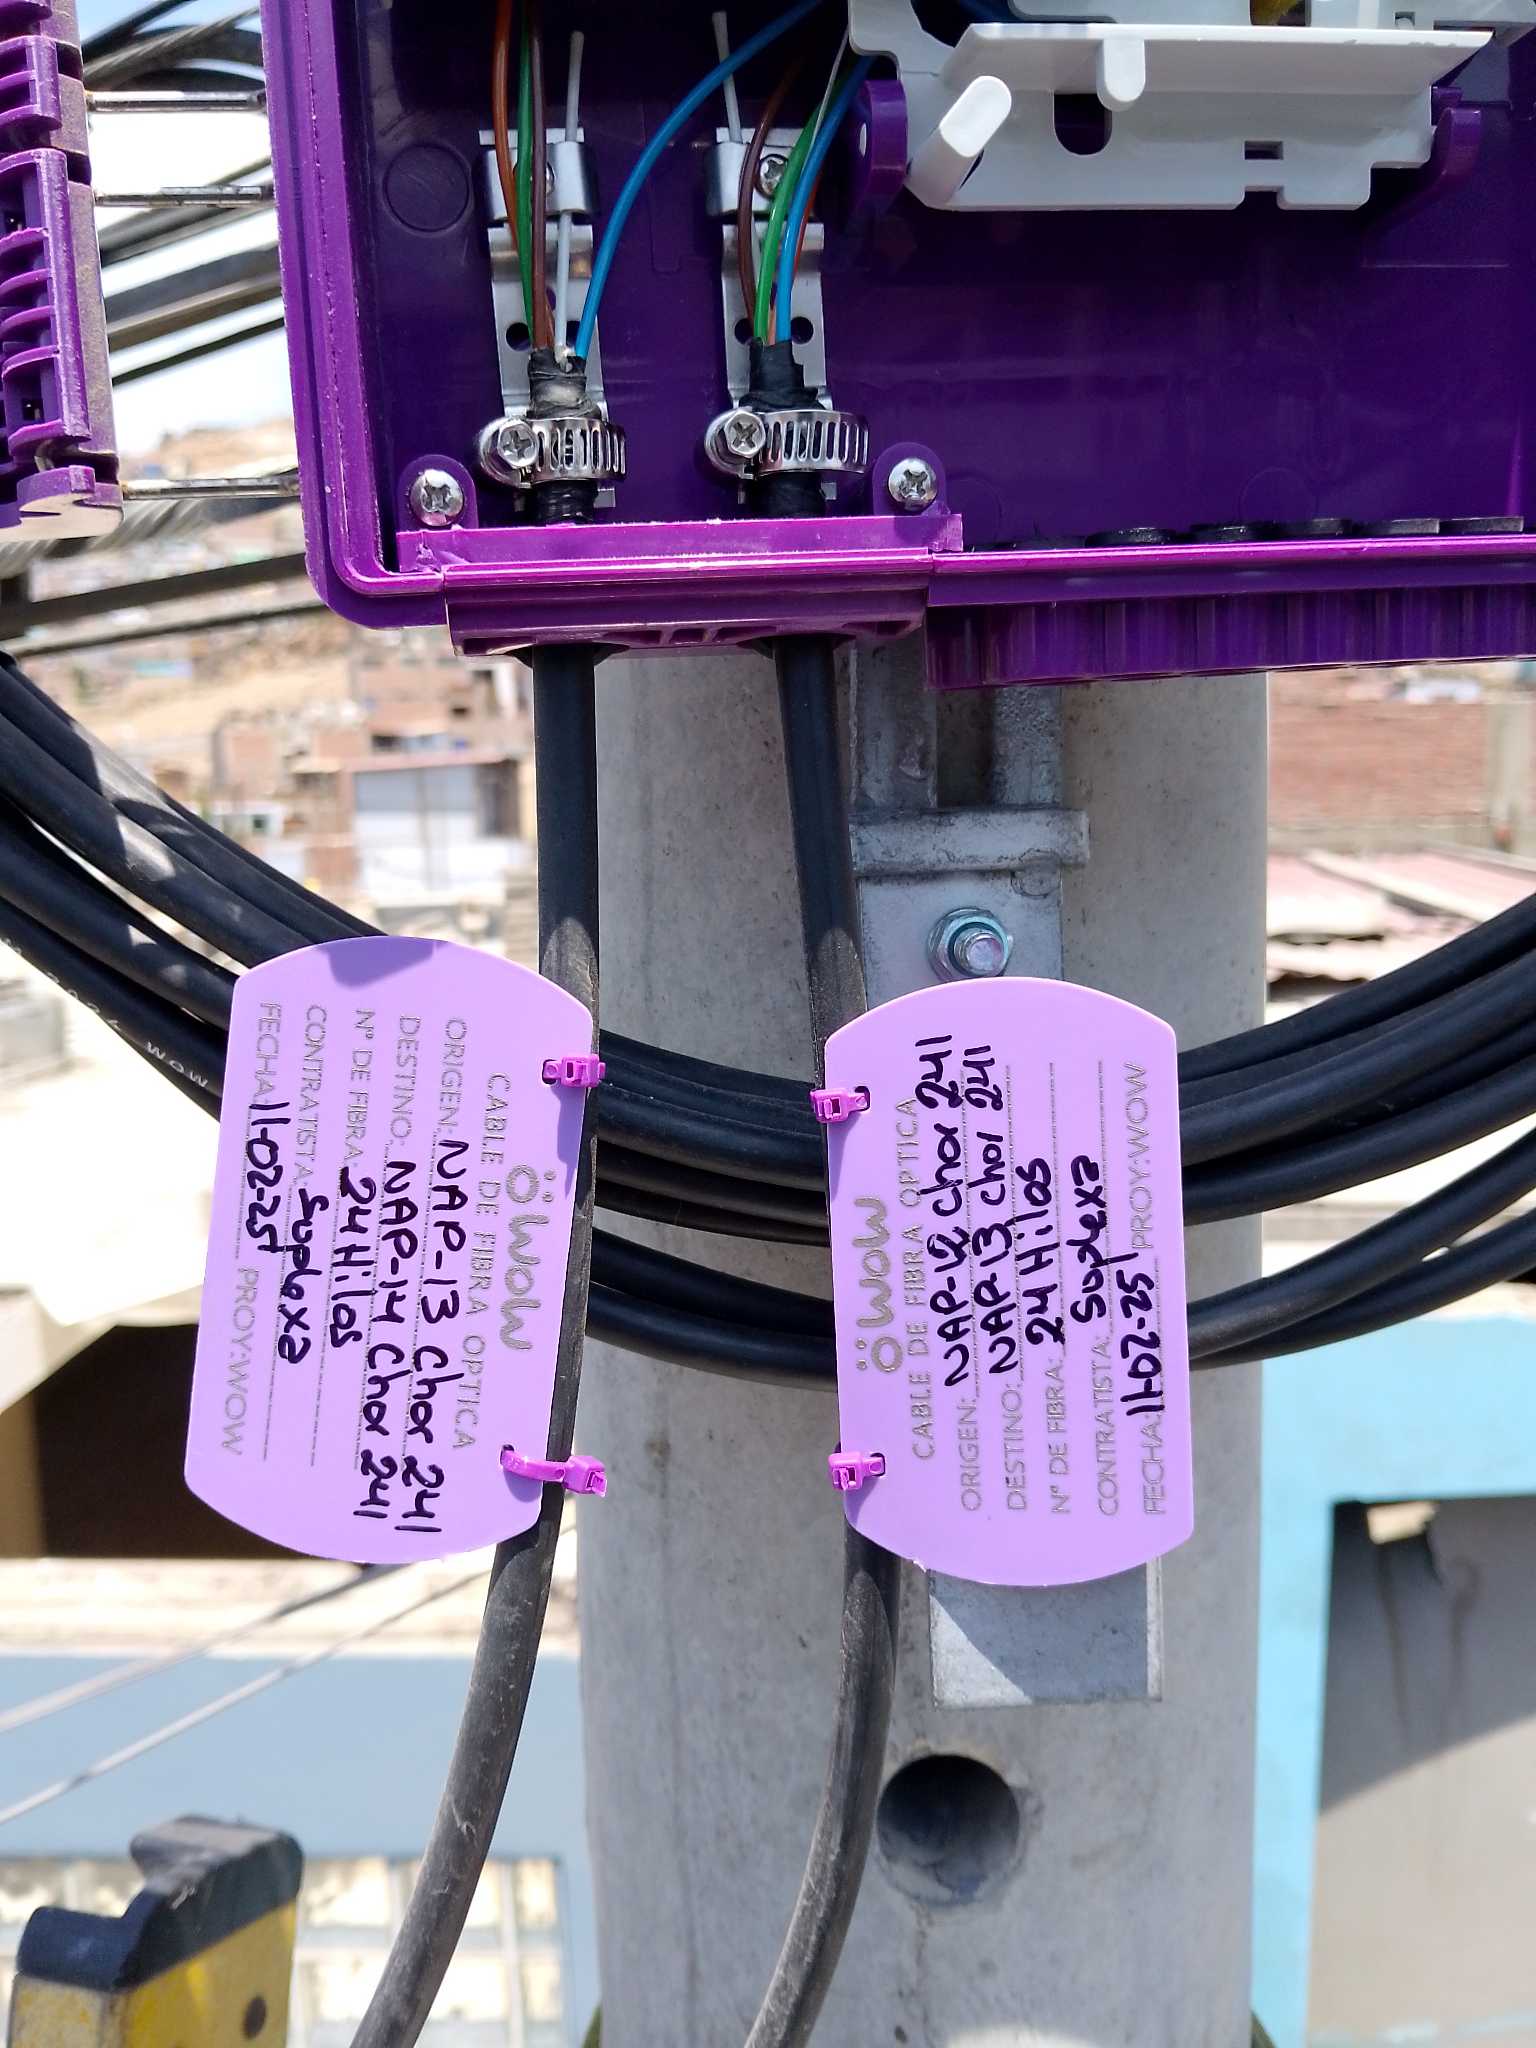 wow
CABLE DE FIBRA OPTICA
ORIGEN: NAP-13 Chor 241
DESTINO: NAP-14 Chor 241
N° DE FIBRA: 24 Hilos
CONTRATISTA: Suplexa
FECHA: 11-02-25 PROY: WOW
wow
CABLE DE FIBRA OPTICA
ORIGEN: NAP-12 Chor 241
DESTINO: NAP-13 Chor 241
N° DE FIBRA: 24 Hilos
CONTRATISTA: Suplexa
FECHA: 11-02-25 PROY: WOW
WOW